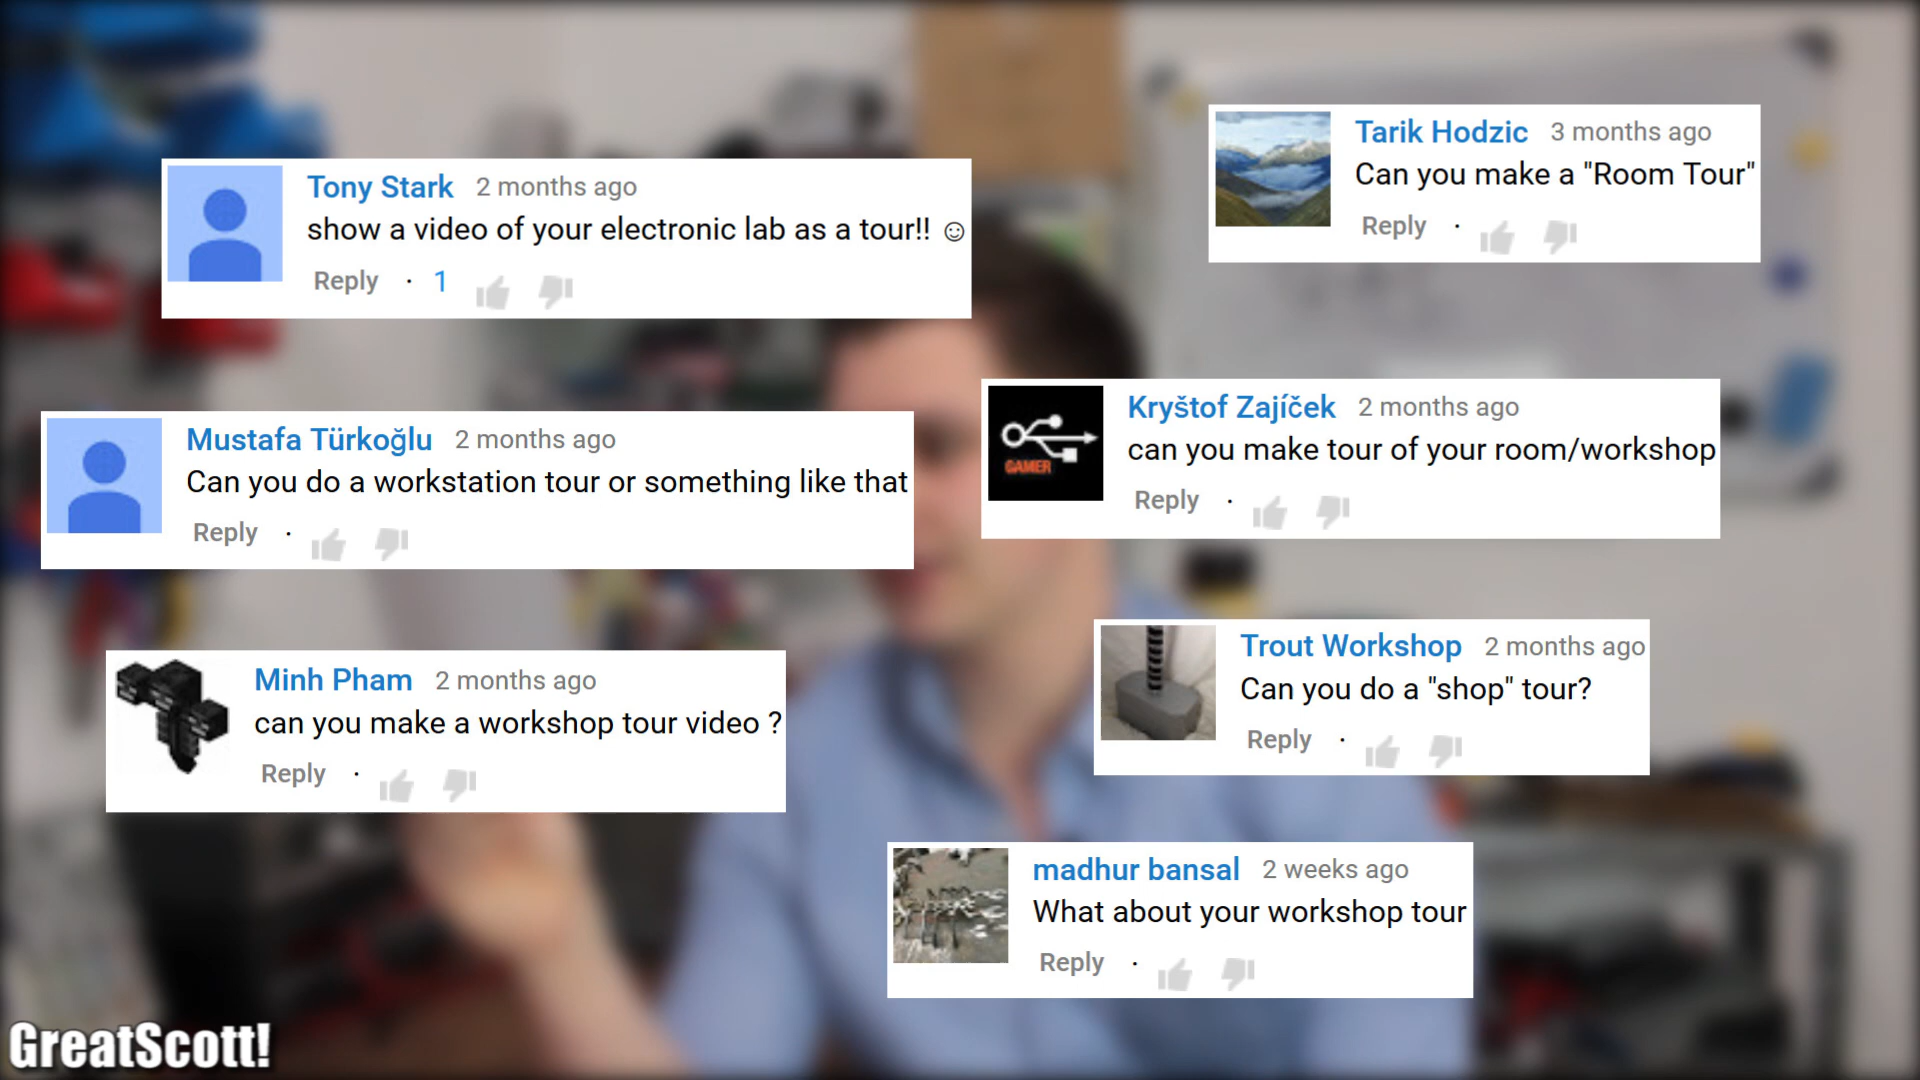 Tony Stark 2 months ago
show a video of your electronic lab as a tour!! ☺
Reply · 1
Tarik Hodzic 3 months ago
Can you make a "Room Tour"
Reply ·
Mustafa Türkoğlu 2 months ago
Can you do a workstation tour or something like that
Reply ·
GAMER
Kryštof Zajíček 2 months ago
can you make tour of your room/workshop
Reply ·
Minh Pham 2 months ago
can you make a workshop tour video ?
Reply ·
Trout Workshop 2 months ago
Can you do a "shop" tour?
Reply ·
madhur bansal 2 weeks ago
What about your workshop tour
Reply ·
GreatScott!